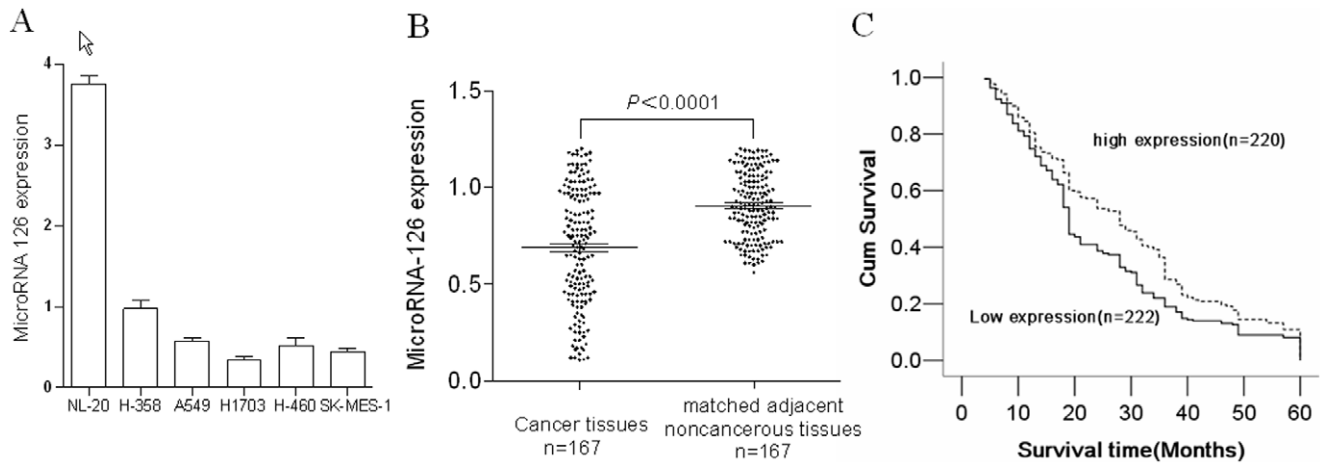 A
MicroRNA 126 expression
4
3
2
1
0
NL-20 H-358 A549 H1703 H-460 SK-MES-1
B
MicroRNA-126 expression
1.5
1.0
0.5
0.0
P<0.0001
Cancer tissues
n=167
matched adjacent
noncancerous tissues
n=167
C
Cum Survival
1.0
0.8
0.6
0.4
0.2
0.0
high expression(n=220)
Low expression(n=222)
0 10 20 30 40 50 60
Survival time(Months)